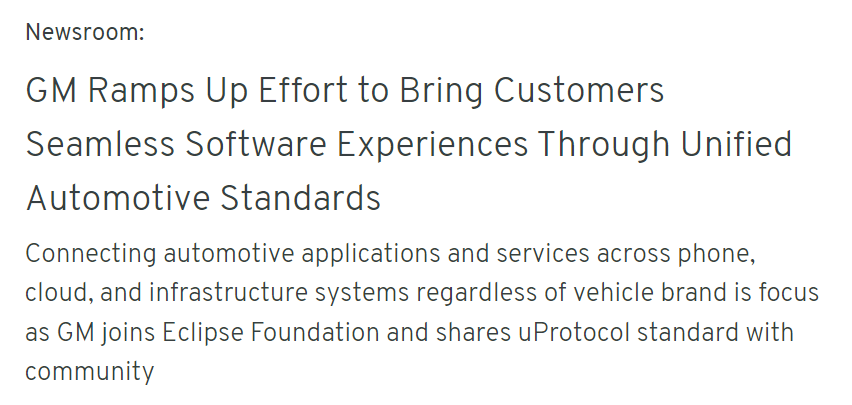 Newsroom:
GM Ramps Up Effort to Bring Customers
Seamless Software Experiences Through Unified
Automotive Standards
Connecting automotive applications and services across phone,
cloud, and infrastructure systems regardless of vehicle brand is focus
as GM joins Eclipse Foundation and shares uProtocol standard with
community